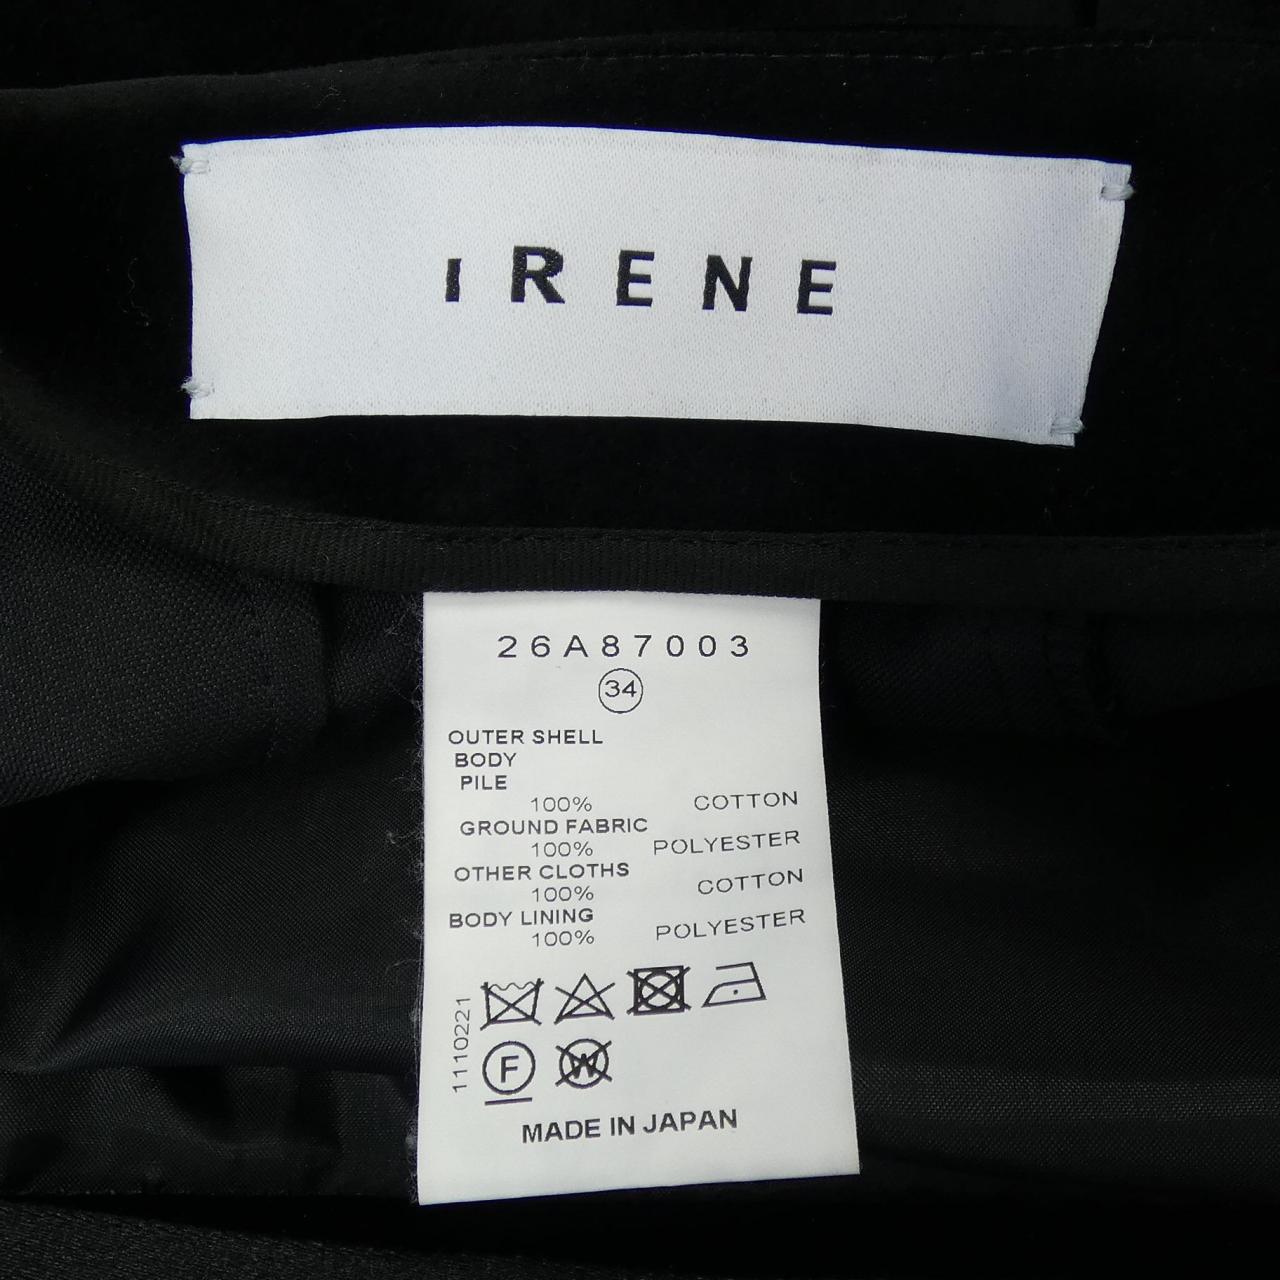 IRENE
26A87003
34
OUTER SHELL
BODY
PILE
100% COTTON
GROUND FABRIC
100% POLYESTER
OTHER CLOTHS
100% COTTON
BODY LINING
100% POLYESTER
1110221
F
W
MADE IN JAPAN